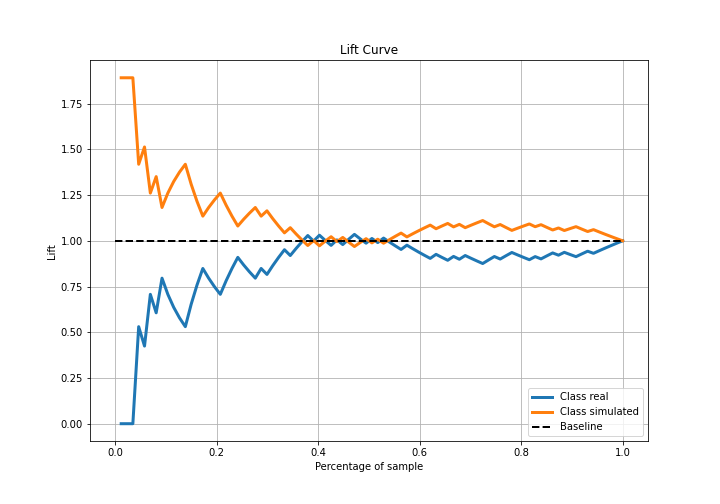 Lift Curve
Lift
1.75
1.50
1.25
1.00
0.75
0.50
0.25
0.00
0.0 0.2 0.4 0.6 0.8 1.0
Percentage of sample
Class real
Class simulated
Baseline